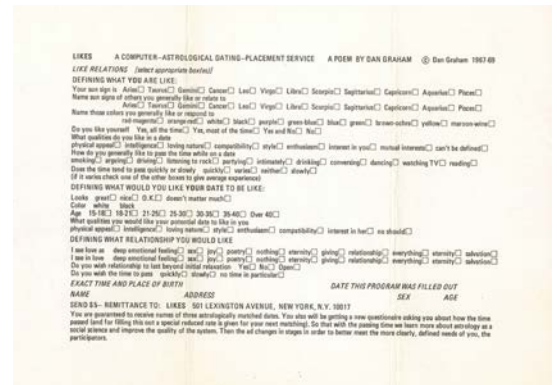 LIKES A COMPUTER-ASTROLOGICAL DATING-PLACEMENT SERVICE A POEM BY DAN GRAHAM © Dan Graham 1967-69
LIKE RELATIONS (select appropriate box(es))
DEFINING WHAT YOU ARE LIKE:
Your sun sign is Aries☐ Taurus☐ Gemini☐ Cancer☐ Leo☐ Virgo☐ Libra☐ Scorpio☐ Sagittarius☐ Capricorn☐ Aquarius☐ Pisces☐
Name sun signs of others you generally like or relate to
Aries☐ Taurus☐ Gemini☐ Cancer☐ Leo☐ Virgo☐ Libra☐ Scorpio☐ Sagittarius☐ Capricorn☐ Aquarius☐ Pisces☐
Name those colors you generally like or respond to
red-magenta☐ orange-red☐ white☐ black☐ purple☐ green-blue☐ blue☐ green☐ brown-ochre☐ yellow☐ maroon-wine☐
Do you like yourself Yes, all the time☐ Yes, most of the time☐ Yes and No☐ No☐
What qualities do you like in a date
physical appeal☐ intelligence☐ loving nature☐ compatibility☐ style☐ enthusiasm☐ interest in you☐ mutual interests☐ can't be defined☐
How do you generally like to pass the time while on a date
smoking☐ arguing☐ driving☐ listening to rock☐ partying☐ intimately☐ drinking☐ conversing☐ dancing☐ watching TV☐ reading☐
Does the time tend to pass quickly or slowly quickly☐ varies☐ neither☐ slowly☐
(if it varies check one of the other boxes to give average experience)
DEFINING WHAT WOULD YOU LIKE YOUR DATE TO BE LIKE:
Looks great☐ nice☐ O.K.☐ doesn't matter much☐
Color white black
Age 15-18☐ 18-21☐ 21-25☐ 25-30☐ 30-35☐ 35-40☐ Over 40☐
What qualities you would like your potential date to like in you
physical appeal☐ intelligence☐ loving nature☐ style☐ enthusiasm☐ compatibility☐ interest in her☐ no should☐
DEFINING WHAT RELATIONSHIP YOU WOULD LIKE
I see love as deep emotional feeling☐ sex☐ joy☐ poetry☐ nothing☐ eternity☐ giving☐ relationship☐ everything☐ eternity☐ salvation☐
I see in love deep emotional feeling☐ sex☐ joy☐ poetry☐ nothing☐ eternity☐ giving☐ relationship☐ everything☐ eternity☐ salvation☐
Do you wish relationship to last beyond initial relaxation Yes☐ No☐ Open☐
Do you wish the time to pass quickly☐ slowly☐ no time in particular☐
EXACT TIME AND PLACE OF BIRTH DATE THIS PROGRAM WAS FILLED OUT
NAME ADDRESS SEX AGE
SEND $5- REMITTANCE TO: LIKES 501 LEXINGTON AVENUE, NEW YORK, N.Y. 10017
You are guaranteed to receive names of three astrologically matched dates. You also will be getting a new questionaire asking you about how the time
passed (and for filling this out a special reduced rate is given for your next matching). So that with the passing time we learn more about astrology as a
social science and improve the quality of the system. Then the ad changes in stages in order to better meet the more clearly, defined needs of you, the
participators.